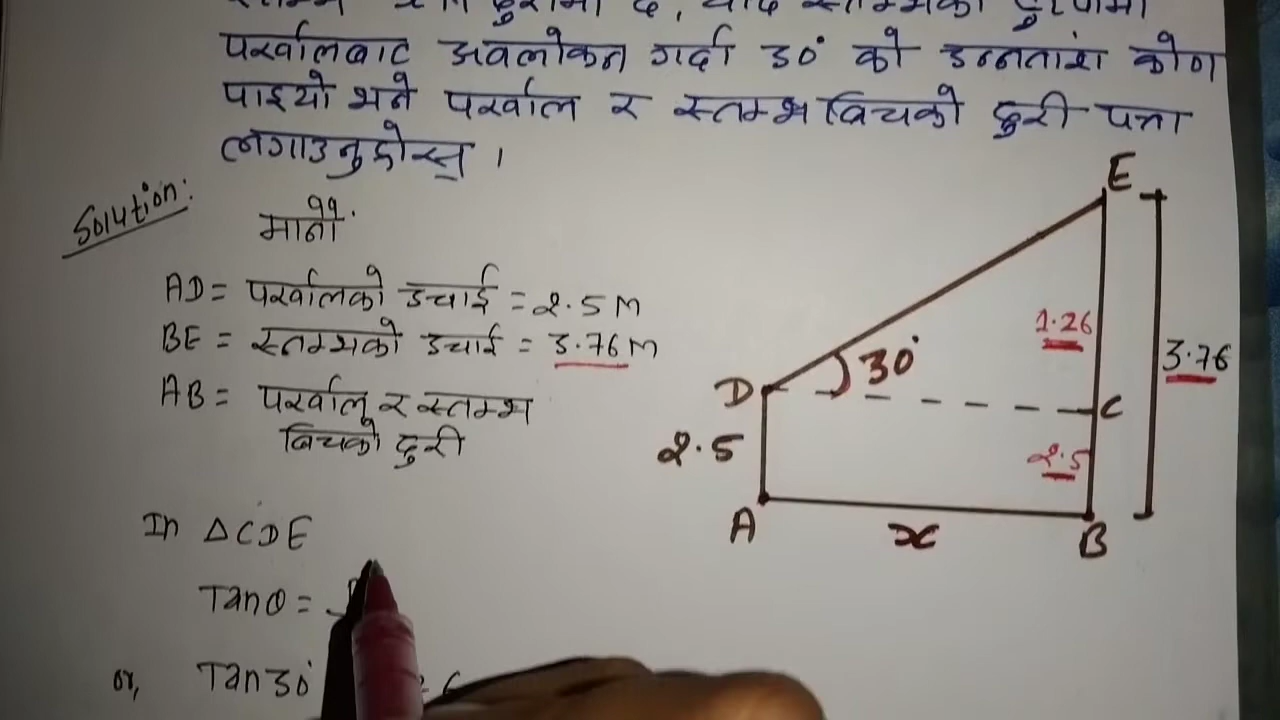 पर्खालबाट अवलोकन गर्दा 30° को उन्नतांश कोण
पाइयो भने पर्खाल र स्तम्भ बिचको दुरी पत्ता
लगाउनुहोस् ।
Solution:
मानौं
AD = पर्खालको उचाई = 2.5 M
BE = स्तम्भको उचाई = 3.76 M
AB = पर्खाल र स्तम्भ
बिचको दुरी
In ΔCDE
Tanθ =
or, Tan30°
E
1.26
3.76
30°
D
C
2.5
2.5
A
x
B